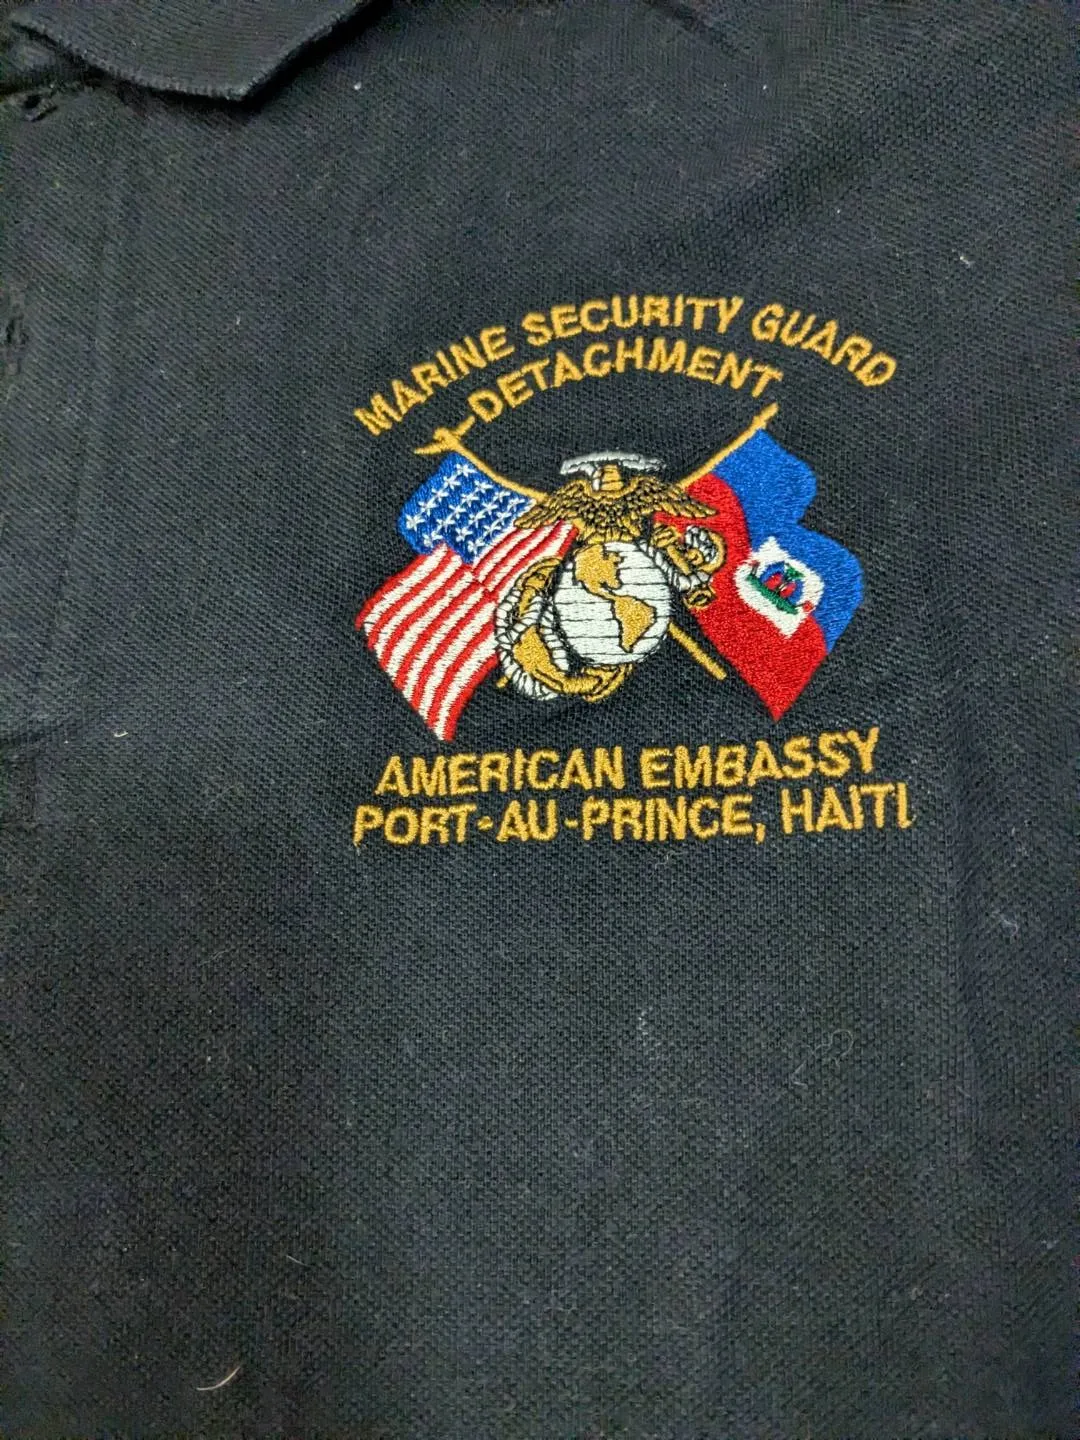 MARINE SECURITY GUARD
DETACHMENT
AMERICAN EMBASSY
PORT-AU-PRINCE, HAITI